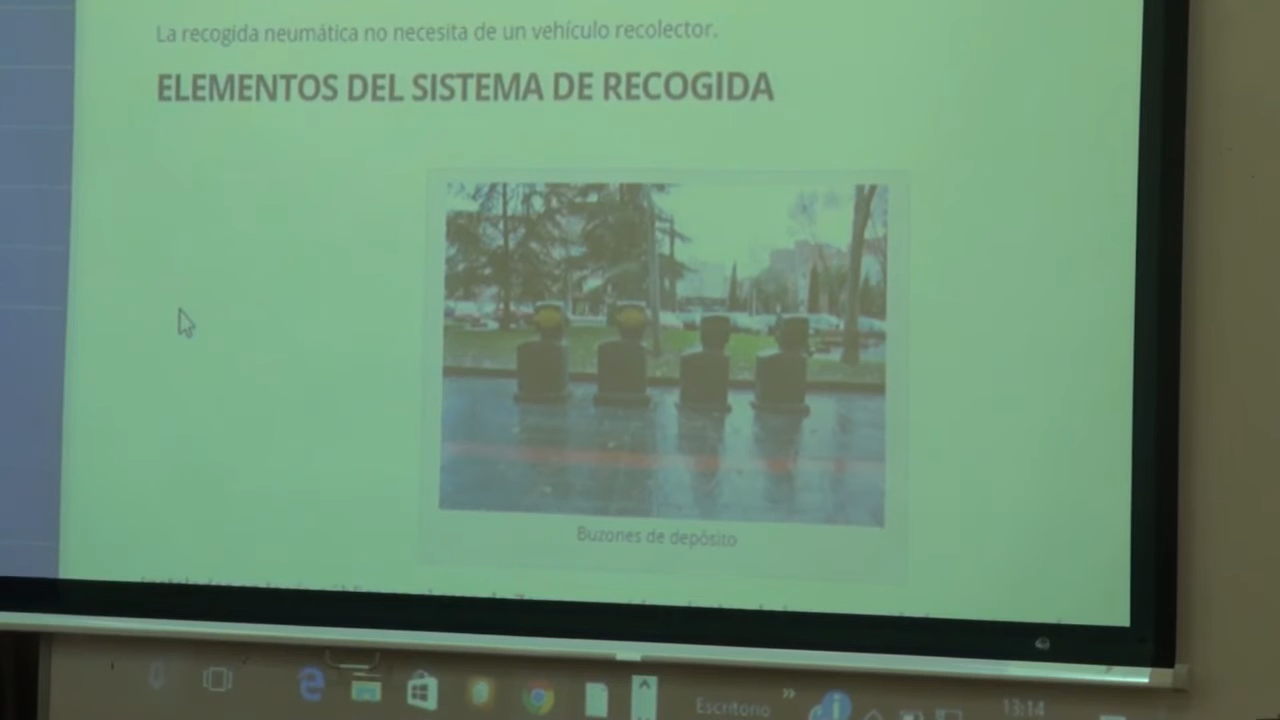 La recogida neumática no necesita de un vehículo recolector.
ELEMENTOS DEL SISTEMA DE RECOGIDA
Buzones de depósito
Escritorio
13:14